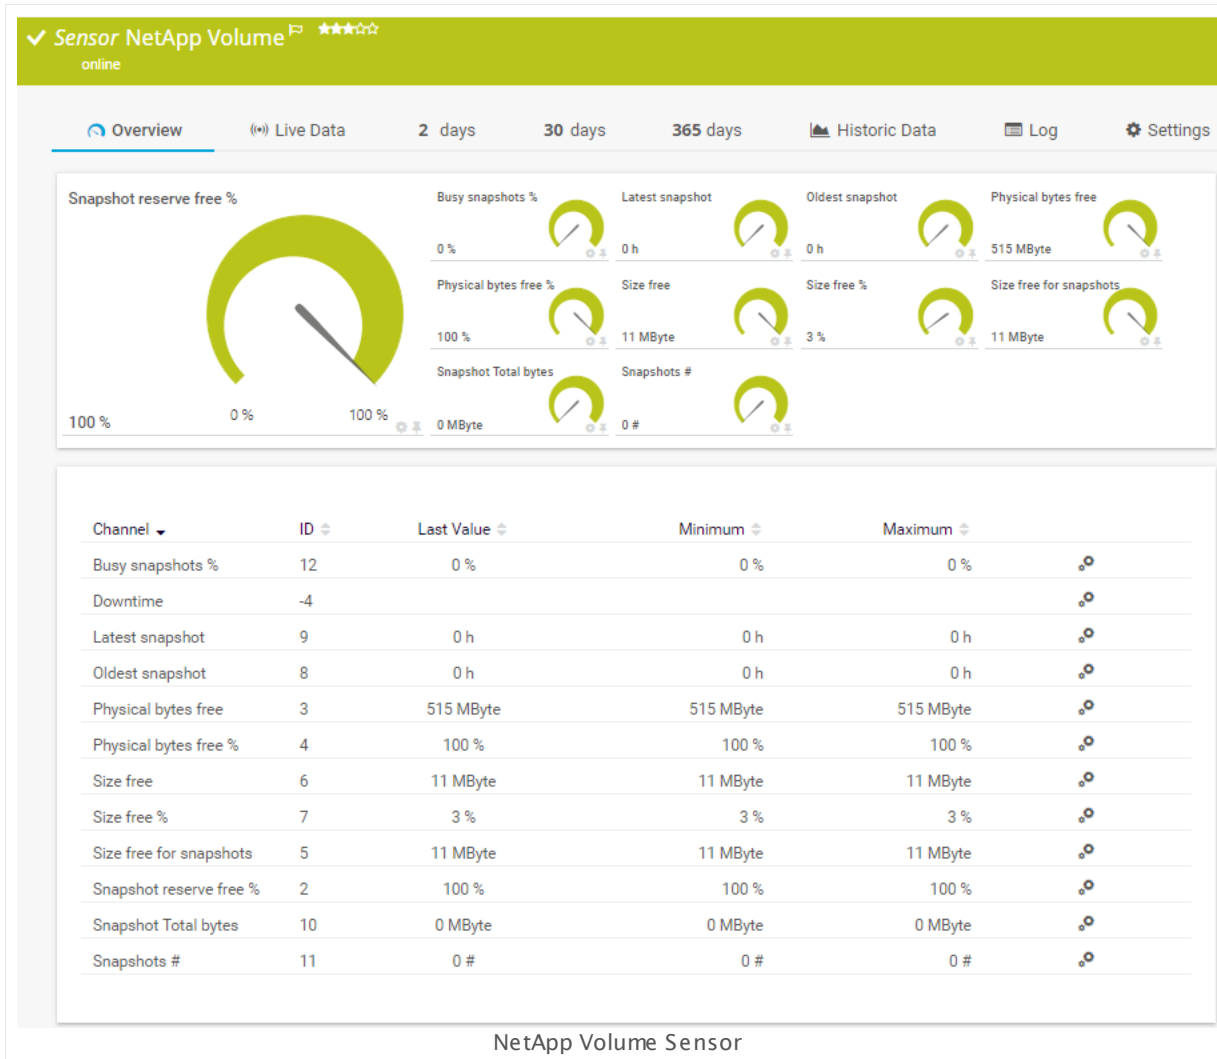 Sensor NetApp Volume
online
Overview Live Data 2 days 30 days 365 days Historic Data Log Settings
Snapshot reserve free %
0 % 100 %
100 %
Busy snapshots % Latest snapshot Oldest snapshot Physical bytes free
0 % 0 h 0 h 515 MByte
Physical bytes free % Size free Size free % Size free for snapshots
100 % 11 MByte 3 % 11 MByte
Snapshot Total bytes Snapshots #
0 MByte 0 #
Channel ID Last Value Minimum Maximum
Busy snapshots % 12 0 % 0 % 0 %
Downtime -4
Latest snapshot 9 0 h 0 h 0 h
Oldest snapshot 8 0 h 0 h 0 h
Physical bytes free 3 515 MByte 515 MByte 515 MByte
Physical bytes free % 4 100 % 100 % 100 %
Size free 6 11 MByte 11 MByte 11 MByte
Size free % 7 3 % 3 % 3 %
Size free for snapshots 5 11 MByte 11 MByte 11 MByte
Snapshot reserve free % 2 100 % 100 % 100 %
Snapshot Total bytes 10 0 MByte 0 MByte 0 MByte
Snapshots # 11 0 # 0 # 0 #
NetApp Volume Sensor